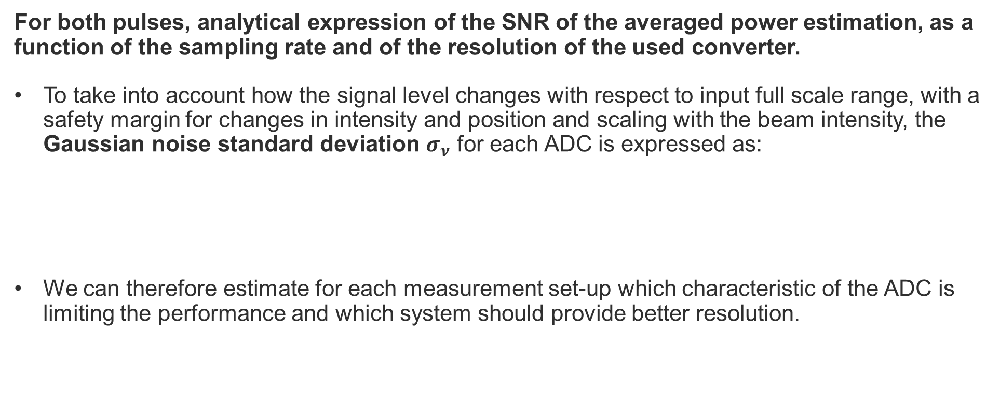 For both pulses, analytical expression of the SNR of the averaged power estimation, as a
function of the sampling rate and of the resolution of the used converter.
• To take into account how the signal level changes with respect to input full scale range, with a
safety margin for changes in intensity and position and scaling with the beam intensity, the
Gaussian noise standard deviation σ_ν for each ADC is expressed as:
• We can therefore estimate for each measurement set-up which characteristic of the ADC is
limiting the performance and which system should provide better resolution.